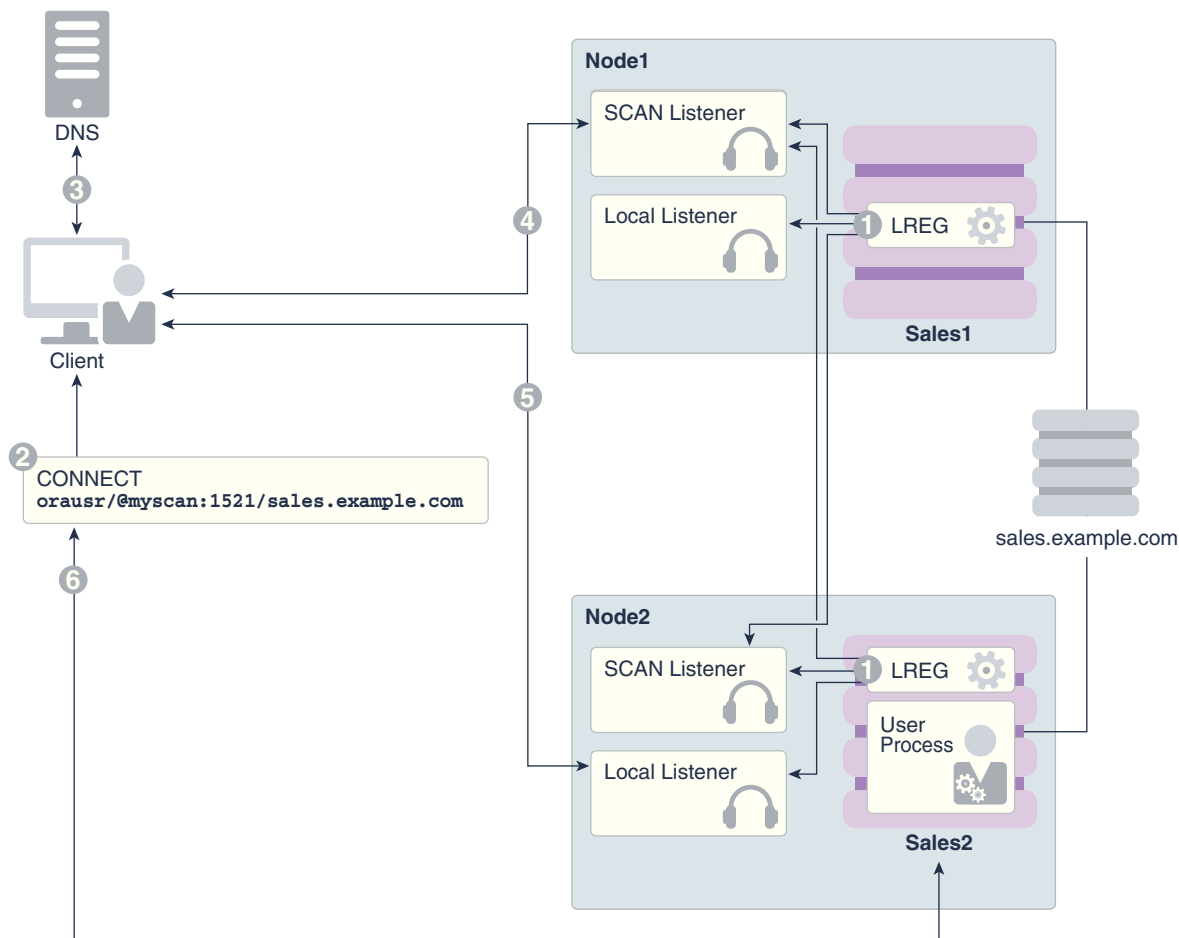 DNS
3
Client
2
CONNECT
orausr/@myscan:1521/sales.example.com
6
4
5
Node1
SCAN Listener
Local Listener
1
LREG
Sales1
sales.example.com
Node2
SCAN Listener
Local Listener
1
LREG
User
Process
Sales2